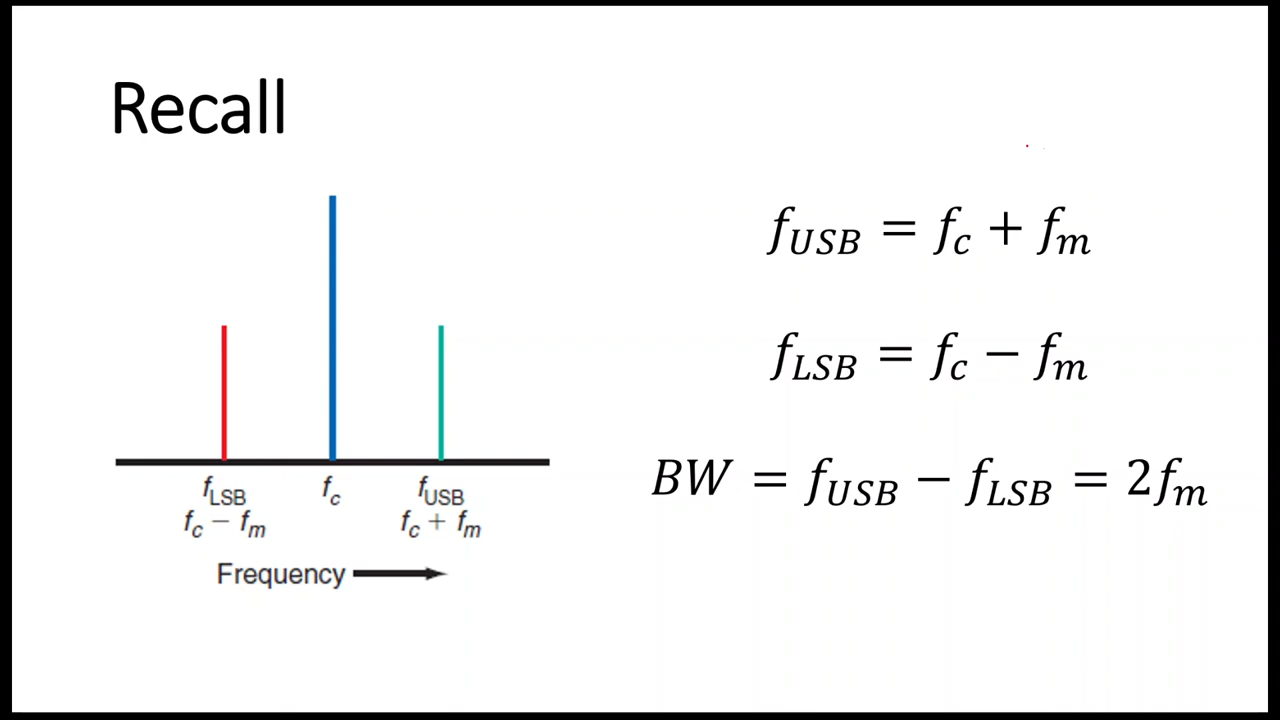 Recall
f_USB = f_c + f_m
f_LSB = f_c − f_m
BW = f_USB − f_LSB = 2f_m
f_LSB f_c f_USB
f_c − f_m f_c + f_m
Frequency